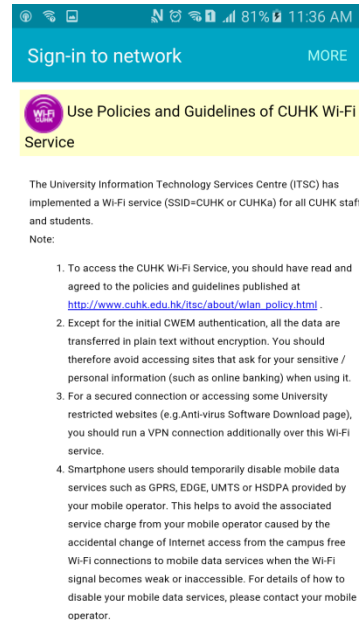 81% 11:36 AM
Sign-in to network MORE
Wi-Fi
CUHK
Use Policies and Guidelines of CUHK Wi-Fi
Service
The University Information Technology Services Centre (ITSC) has
implemented a Wi-Fi service (SSID=CUHK or CUHKa) for all CUHK staff
and students.
Note:
1. To access the CUHK Wi-Fi Service, you should have read and
agreed to the policies and guidelines published at
http://www.cuhk.edu.hk/itsc/about/wlan_policy.html .
2. Except for the initial CWEM authentication, all the data are
transferred in plain text without encryption. You should
therefore avoid accessing sites that ask for your sensitive /
personal information (such as online banking) when using it.
3. For a secured connection or accessing some University
restricted websites (e.g.Anti-virus Software Download page),
you should run a VPN connection additionally over this Wi-Fi
service.
4. Smartphone users should temporarily disable mobile data
services such as GPRS, EDGE, UMTS or HSDPA provided by
your mobile operator. This helps to avoid the associated
service charge from your mobile operator caused by the
accidental change of Internet access from the campus free
Wi-Fi connections to mobile data services when the Wi-Fi
signal becomes weak or inaccessible. For details of how to
disable your mobile data services, please contact your mobile
operator.